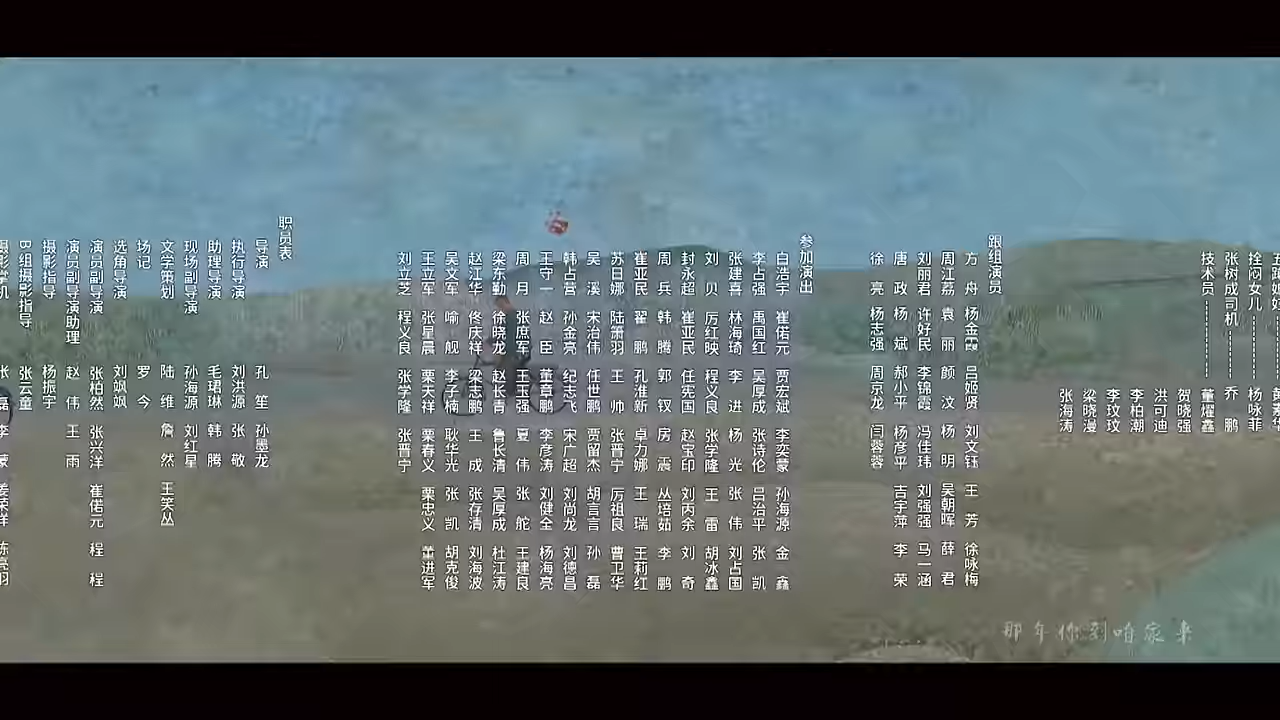 张树成司机 乔鹏
技术员 董燿鑫
贺晓强
洪可迪
李柏潮
李玟玟
梁晓漫
张海涛
跟组演员
方舟 杨金霞 吕姬贤 刘文钰 王芳 徐咏梅
周江荔 袁丽 颜汶 杨明 吴朝晖 薛君
刘丽君 许好民 李锦霞 冯佳玮 刘强强 马一涵
唐政 杨斌 郝小平 杨彦平 吉宇萍 李荣
徐亮 杨志强 周京龙 闫蓉蓉
参加演出
白浩宇 崔偌元 贾宏斌 李奕蒙 孙海源 金鑫
李占强 禹国红 吴厚成 张诗伦 吕治平 张凯
张建喜 林海琦 李进 杨光 张伟 刘占国
刘贝 厉红映 程义良 张学隆 王雷 胡冰鑫
封永超 崔亚民 任宪国 赵宝印 刘丙余 刘奇
周兵 韩腾 郭钗 房震 丛培茹 李鹏
崔亚民 翟鹏 孔淮新 卓力娜 王瑞 王莉红
苏日娜 陆箫羽 王帅 张晋宁 厉祖良 曹卫华
吴溪 宋治伟 任世鹏 贾留杰 胡言言 孙磊
韩占营 孙金亮 纪志飞 宋广超 刘尚龙 刘德昌
王守一 赵臣 董章鹏 李彦涛 刘健全 杨海亮
周月 张庶军 王玉强 夏伟 张舵 王建良
梁东勤 徐晓龙 赵长青 鲁长清 吴厚成 杜江涛
赵江华 佟庆祥 梁志鹏 王成 张存清 刘海波
吴文军 喻舰 李子楠 耿华光 张凯 胡克俊
王立军 张星晨 栗天祥 栗春义 栗忠义 董进军
刘立芝 程义良 张学隆 张晋宁
职员表
导演 孔笙 孙墨龙
执行导演 刘洪源 张敬
助理导演 毛珺琳 韩腾
现场副导演 孙海源 刘红星
文学策划 陆维 詹然 王笑丛
场记 罗今
选角导演 刘飒飒
演员副导演 张柏然 张兴洋 崔偌元 程程
演员副导演助理 赵伟 王雨
摄影指导 杨振宇
B组摄影指导 张云童
那年你到咱家来